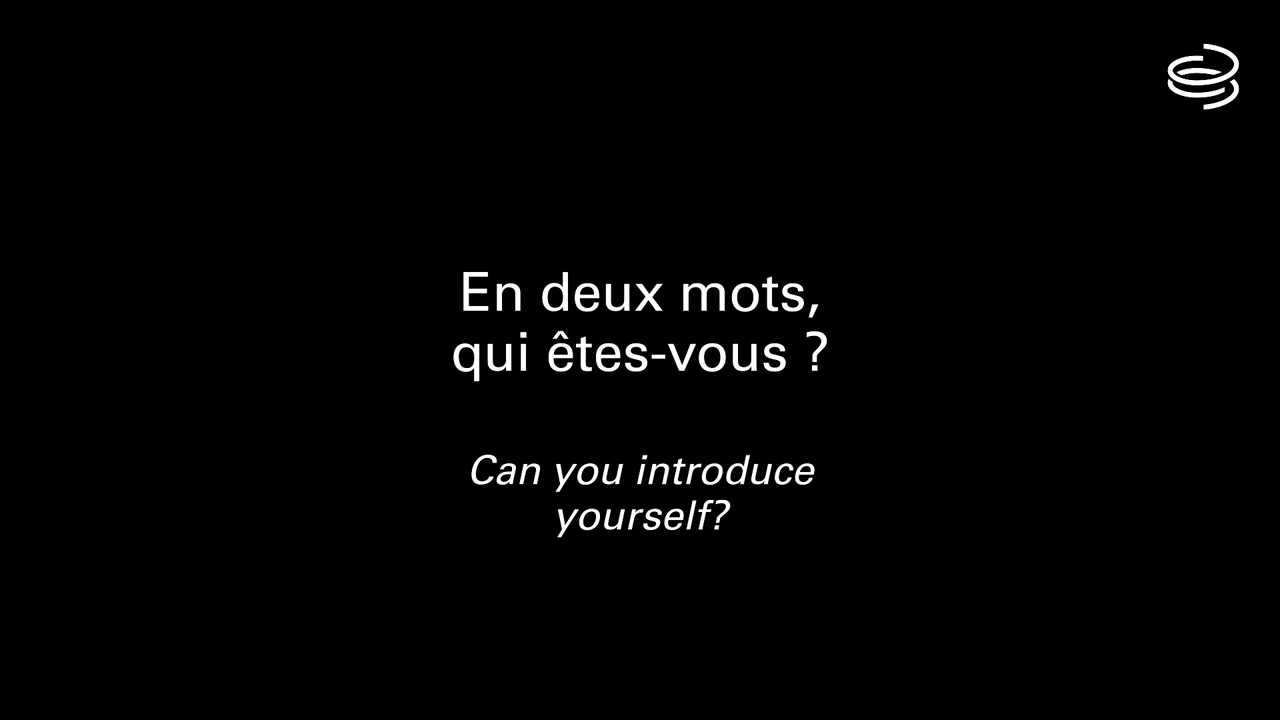 En deux mots,
qui êtes-vous ?
Can you introduce
yourself?